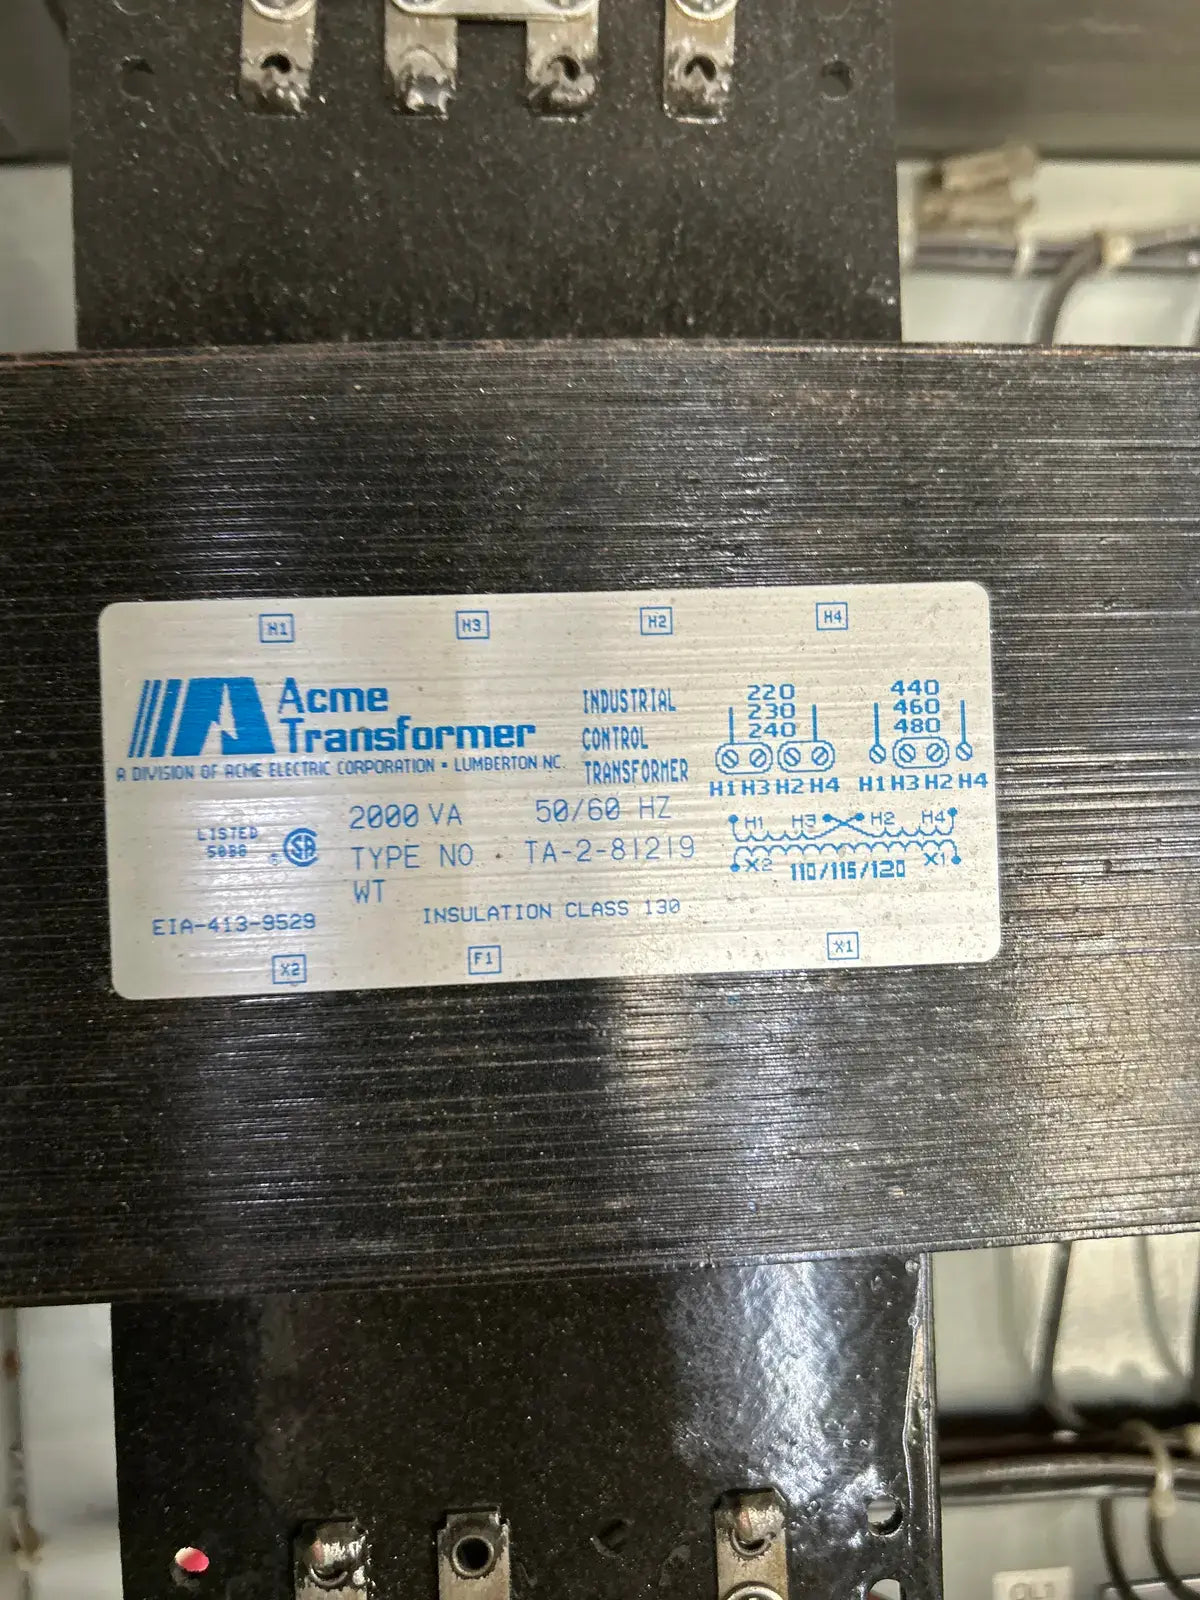 H1 H3 H2 H4
Acme
Transformer
A DIVISION OF ACME ELECTRIC CORPORATION • LUMBERTON NC.
INDUSTRIAL
CONTROL
TRANSFORMER
220
230
240
H1 H3 H2 H4
440
460
480
H1 H3 H2 H4
H1 H3 H2 H4
X2 110/115/120 X1
2000 VA 50/60 HZ
LISTED
TYPE NO. TA-2-81219
WT
EIA-413-9529
INSULATION CLASS 130
X2 F1 X1